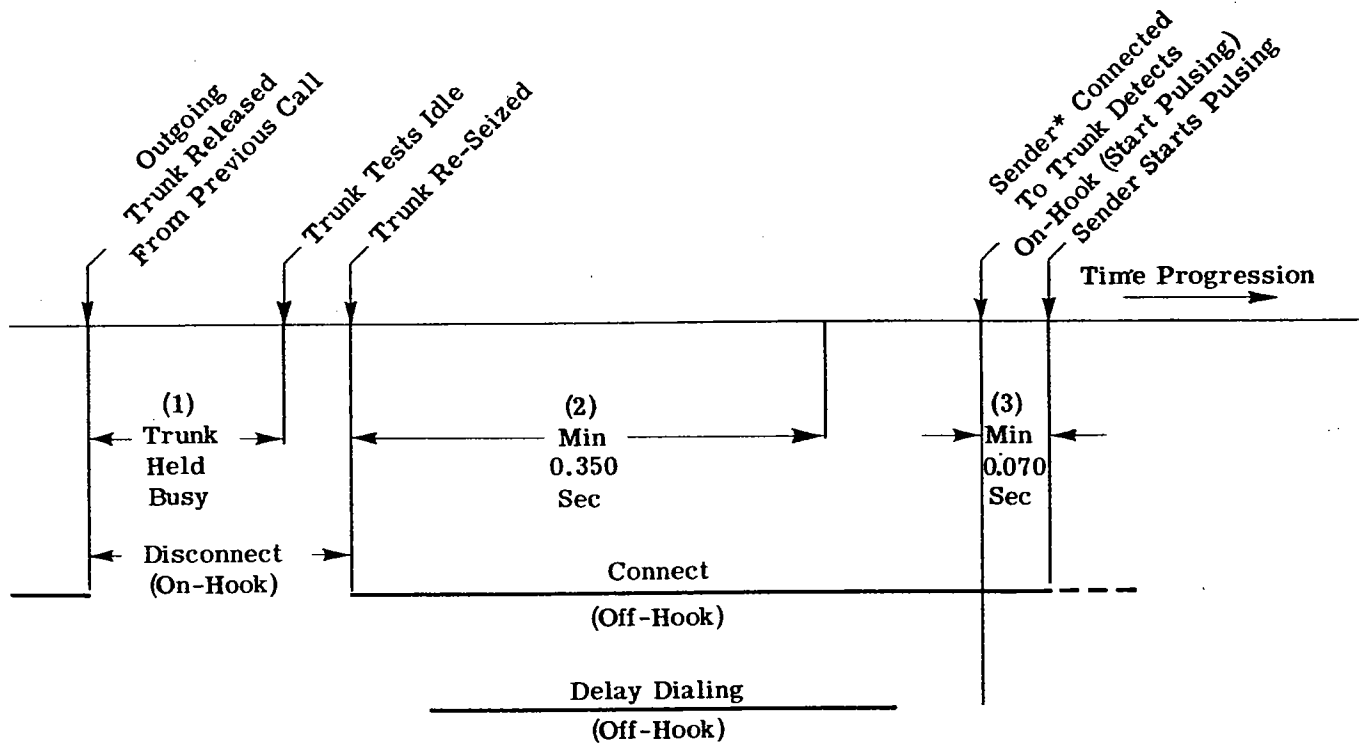 Outgoing
Trunk Released
From Previous Call
Trunk Tests Idle
Trunk Re-Seized
Sender* Connected
To Trunk Detects
On-Hook (Start Pulsing)
Sender Starts Pulsing
Time Progression
(1)
Trunk
Held
Busy
(2)
Min
0.350
Sec
(3)
Min
0.070
Sec
Disconnect
(On-Hook)
Connect
(Off-Hook)
Delay Dialing
(Off-Hook)